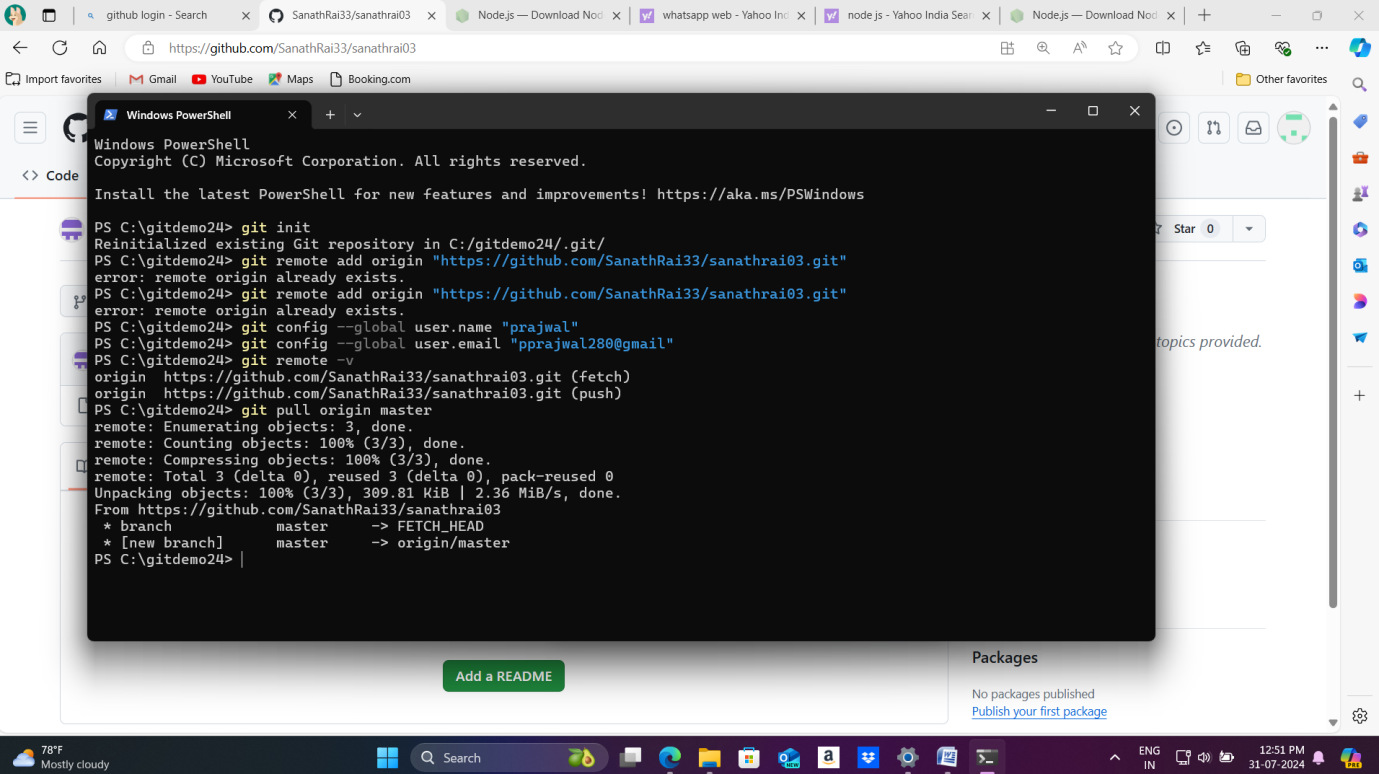 github login - Search
SanathRai33/sanathrai03
Node.js — Download Nod
whatsapp web - Yahoo Ind
node js - Yahoo India Sear
Node.js — Download Nod
https://github.com/SanathRai33/sanathrai03
Import favorites
Gmail
YouTube
Maps
Booking.com
Other favorites
Windows PowerShell
Code
Star 0
Windows PowerShell
Copyright (C) Microsoft Corporation. All rights reserved.
Install the latest PowerShell for new features and improvements! https://aka.ms/PSWindows
PS C:\gitdemo24> git init
Reinitialized existing Git repository in C:/gitdemo24/.git/
PS C:\gitdemo24> git remote add origin "https://github.com/SanathRai33/sanathrai03.git"
error: remote origin already exists.
PS C:\gitdemo24> git remote add origin "https://github.com/SanathRai33/sanathrai03.git"
error: remote origin already exists.
PS C:\gitdemo24> git config --global user.name "prajwal"
PS C:\gitdemo24> git config --global user.email "pprajwal280@gmail"
PS C:\gitdemo24> git remote -v
origin  https://github.com/SanathRai33/sanathrai03.git (fetch)
origin  https://github.com/SanathRai33/sanathrai03.git (push)
PS C:\gitdemo24> git pull origin master
remote: Enumerating objects: 3, done.
remote: Counting objects: 100% (3/3), done.
remote: Compressing objects: 100% (3/3), done.
remote: Total 3 (delta 0), reused 3 (delta 0), pack-reused 0
Unpacking objects: 100% (3/3), 309.81 KiB | 2.36 MiB/s, done.
From https://github.com/SanathRai33/sanathrai03
 * branch            master     -> FETCH_HEAD
 * [new branch]      master     -> origin/master
PS C:\gitdemo24>
topics provided.
Add a README
Packages
No packages published
Publish your first package
78°F
Mostly cloudy
Search
NEW
ENG
IN
12:51 PM
31-07-2024
PRE